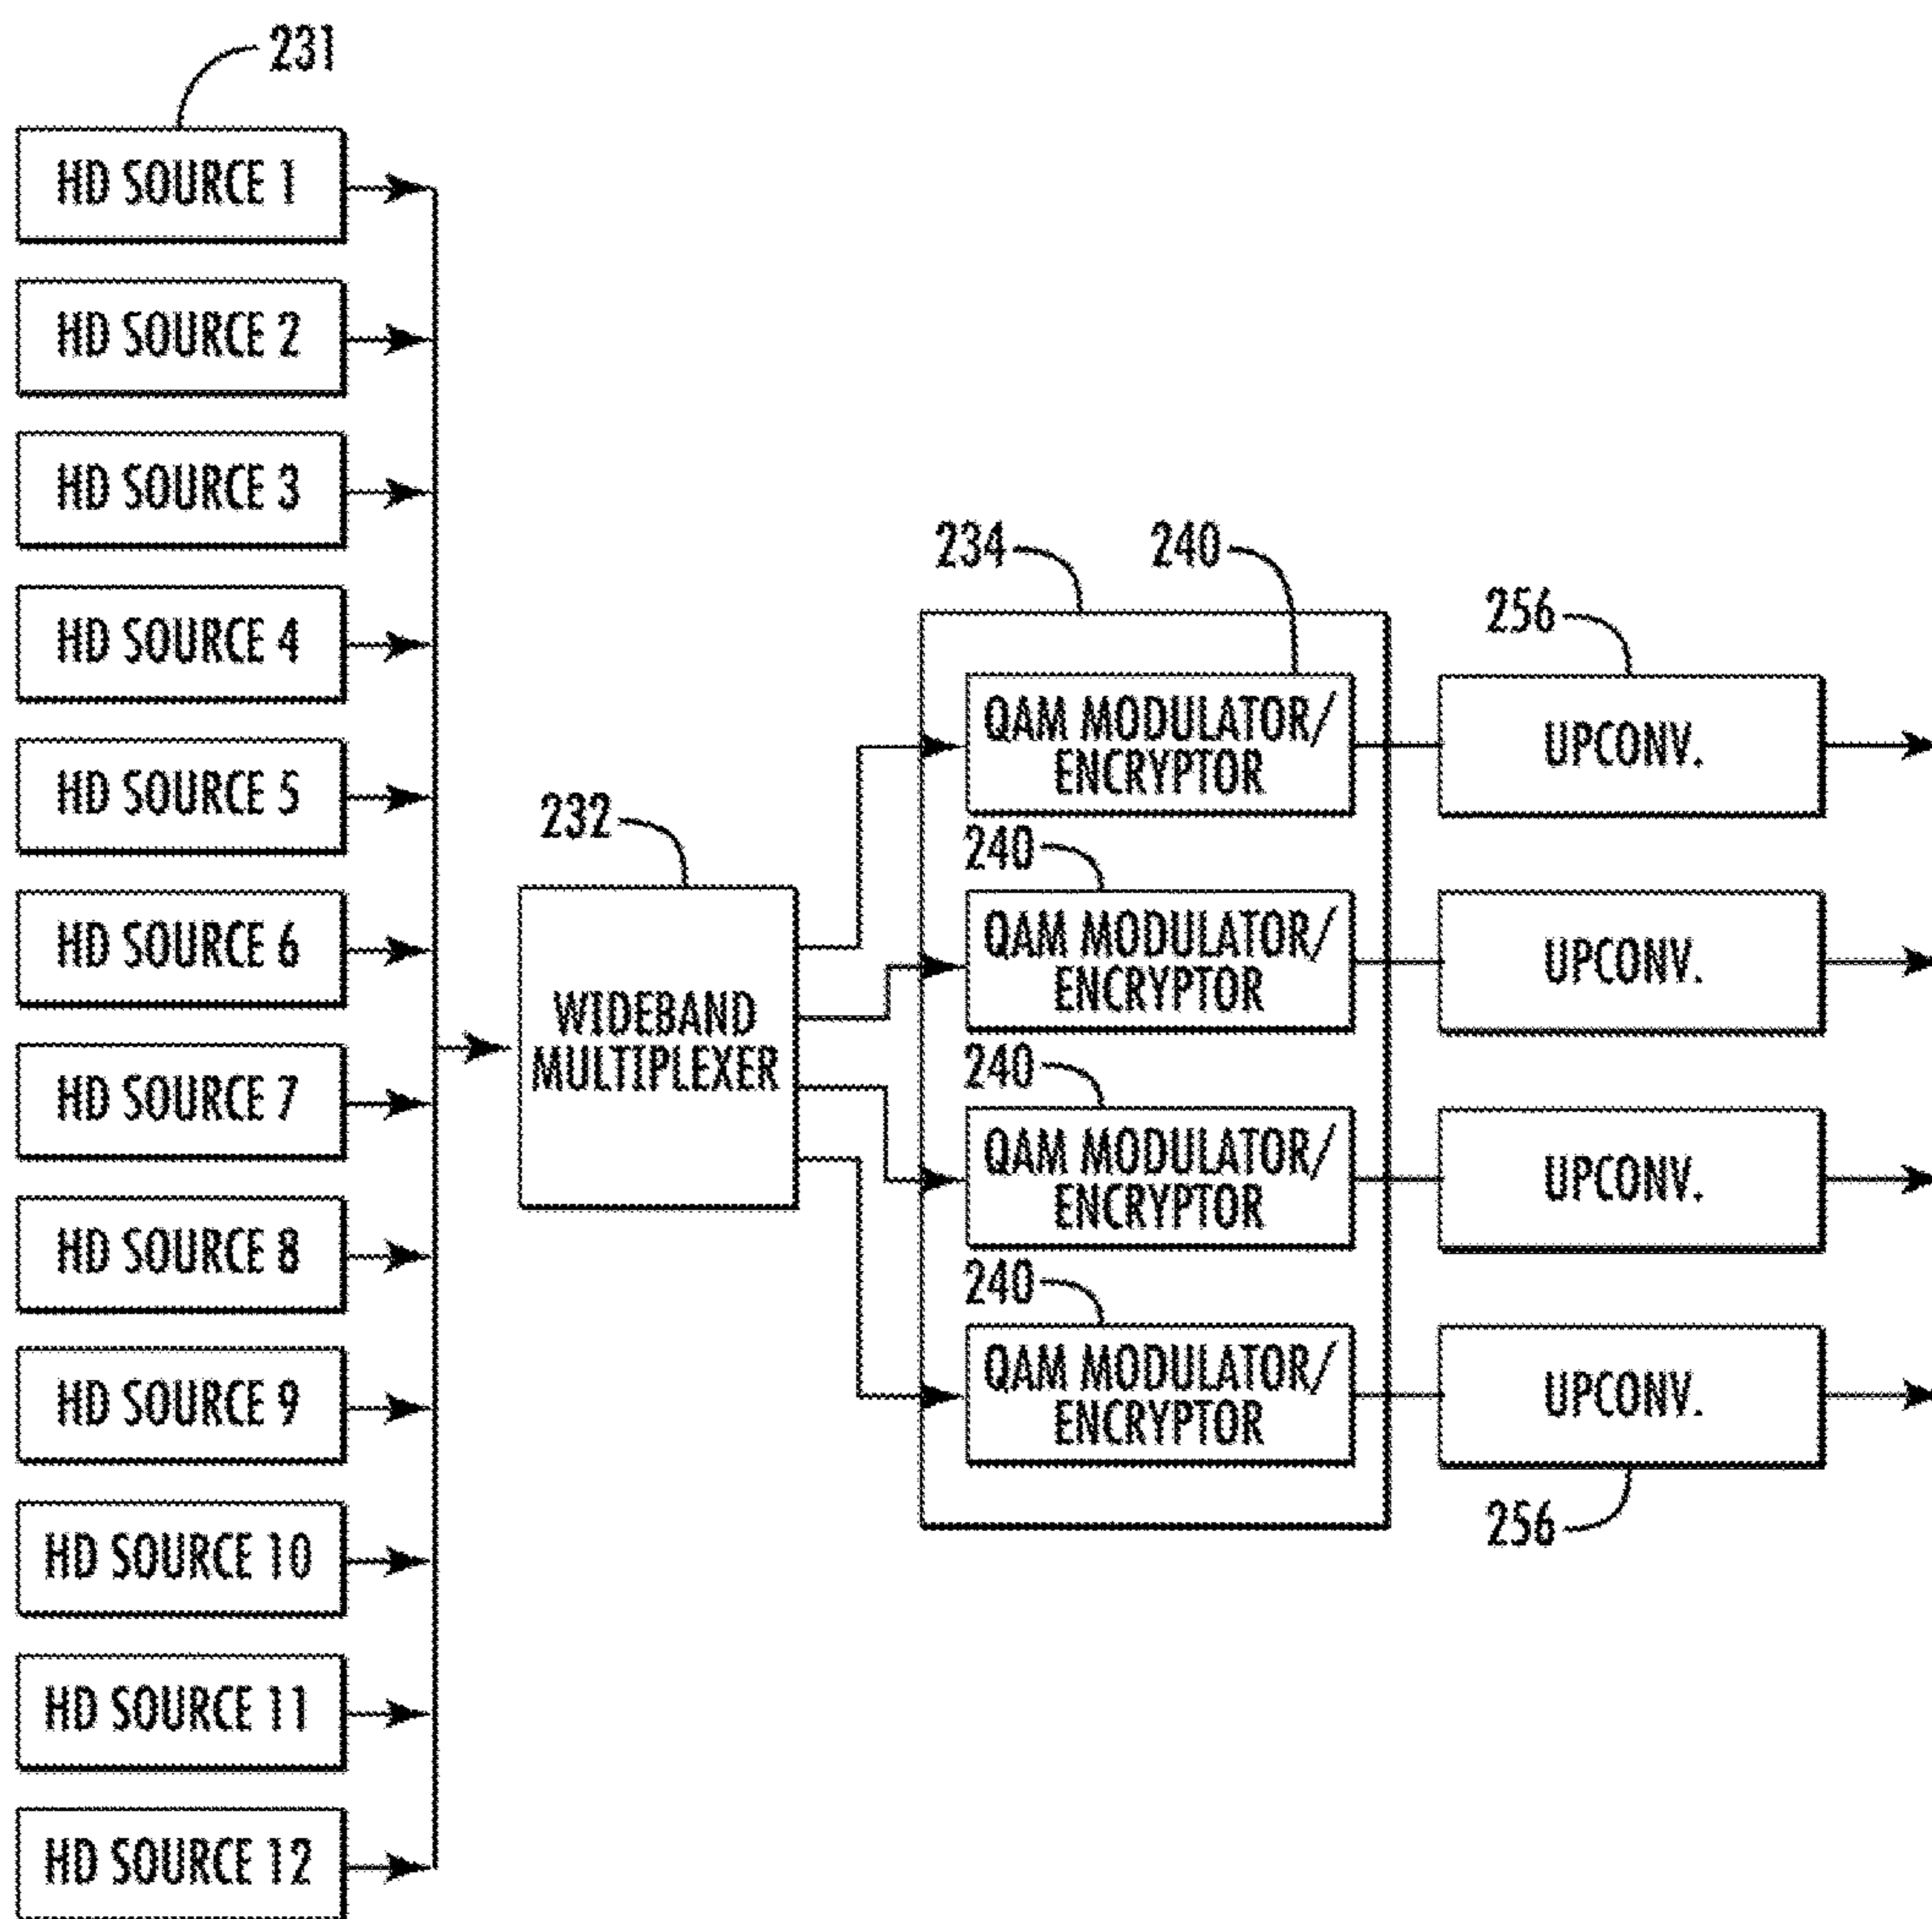 231
HD SOURCE 1
HD SOURCE 2
HD SOURCE 3
HD SOURCE 4
HD SOURCE 5
HD SOURCE 6
HD SOURCE 7
HD SOURCE 8
HD SOURCE 9
HD SOURCE 10
HD SOURCE 11
HD SOURCE 12
232
WIDEBAND
MULTIPLEXER
234
240
QAM MODULATOR/
ENCRYPTOR
240
QAM MODULATOR/
ENCRYPTOR
240
QAM MODULATOR/
ENCRYPTOR
240
QAM MODULATOR/
ENCRYPTOR
256
UPCONV.
UPCONV.
UPCONV.
UPCONV.
256